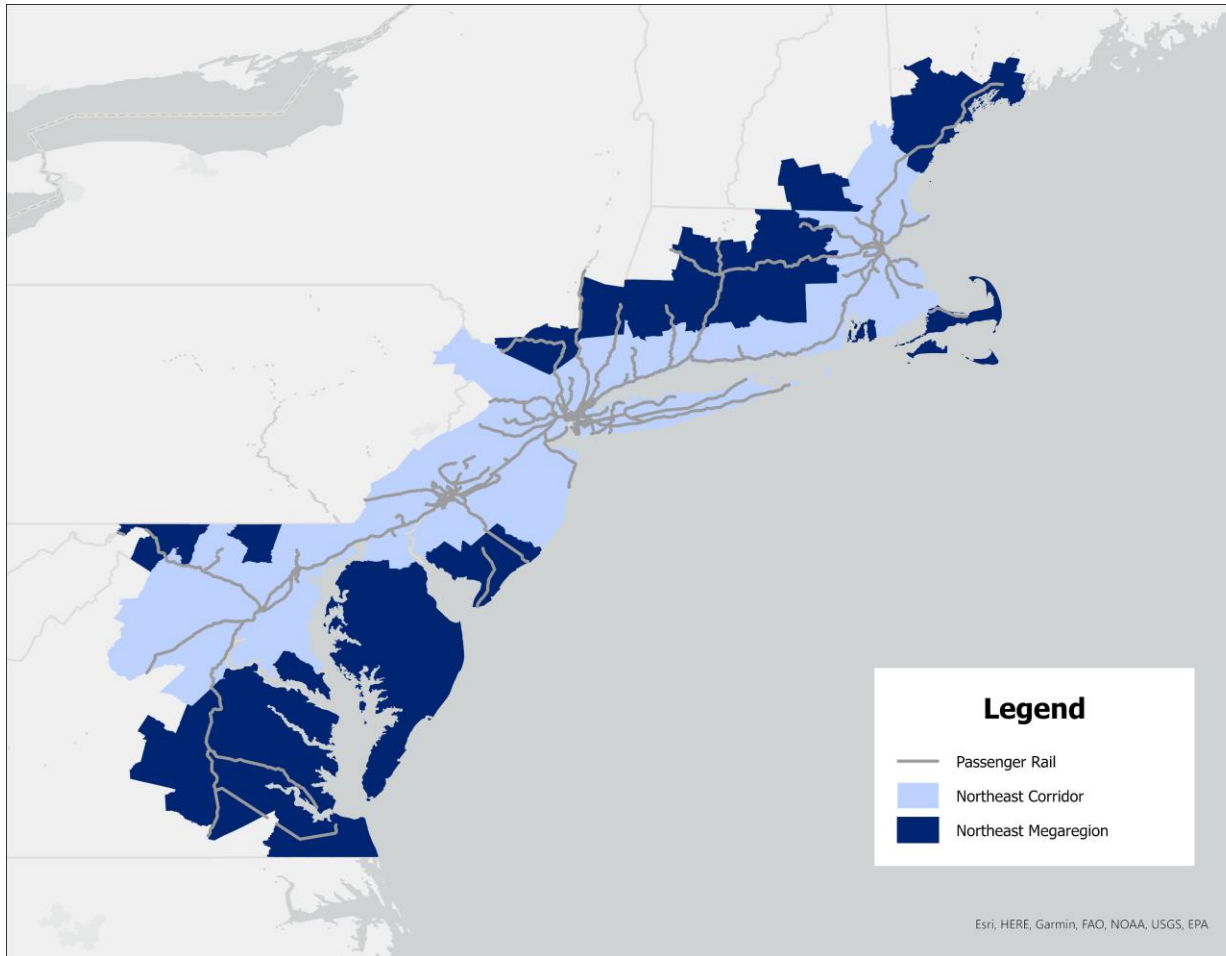 Legend
Passenger Rail
Northeast Corridor
Northeast Megaregion
Esri, HERE, Garmin, FAO, NOAA, USGS, EPA